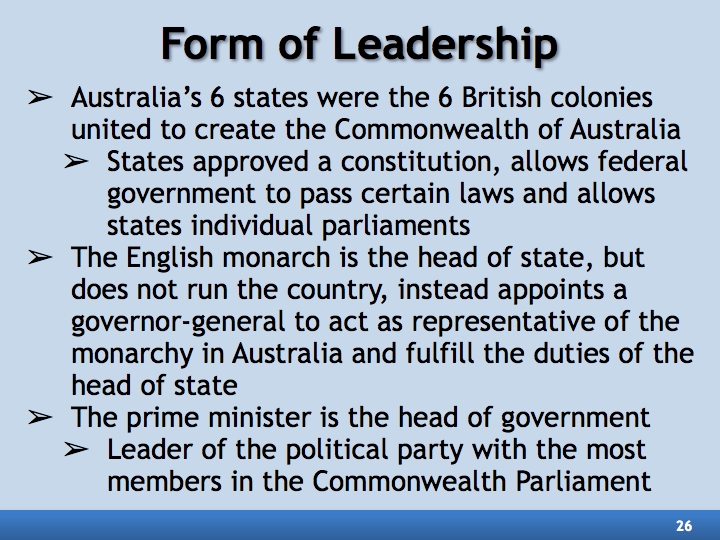 Form of Leadership
➢ Australia's 6 states were the 6 British colonies
united to create the Commonwealth of Australia
➢ States approved a constitution, allows federal
government to pass certain laws and allows
states individual parliaments
➢ The English monarch is the head of state, but
does not run the country, instead appoints a
governor-general to act as representative of the
monarchy in Australia and fulfill the duties of the
head of state
➢ The prime minister is the head of government
➢ Leader of the political party with the most
members in the Commonwealth Parliament
26